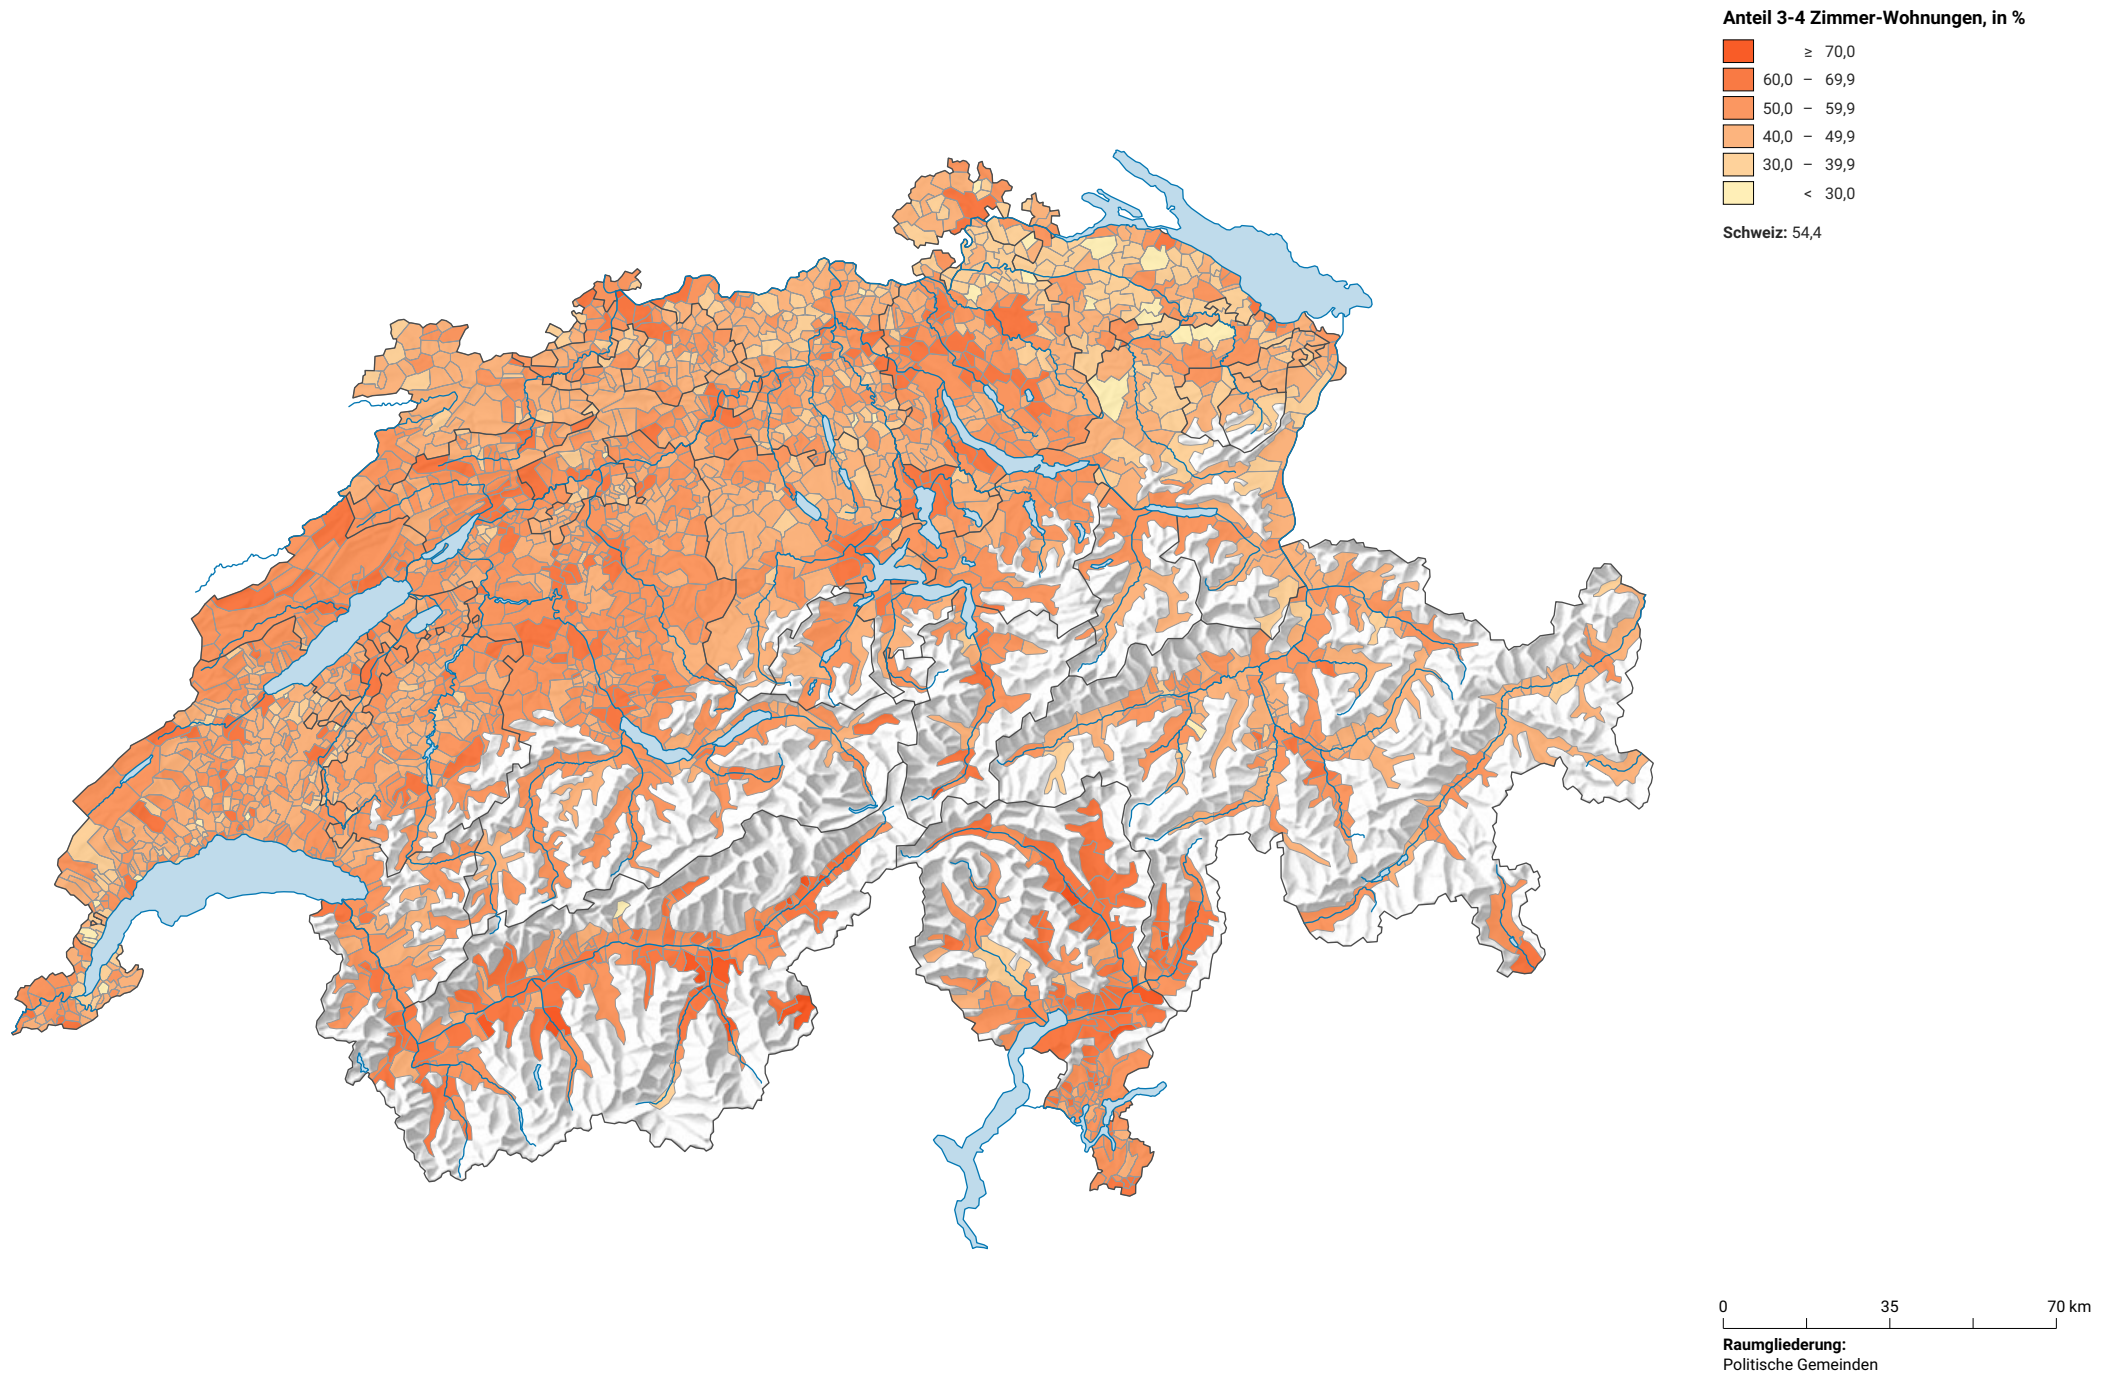 Anteil 3-4 Zimmer-Wohnungen, in %
≥ 70,0
60,0 – 69,9
50,0 – 59,9
40,0 – 49,9
30,0 – 39,9
< 30,0
Schweiz: 54,4
0 35 70 km
Raumgliederung:
Politische Gemeinden